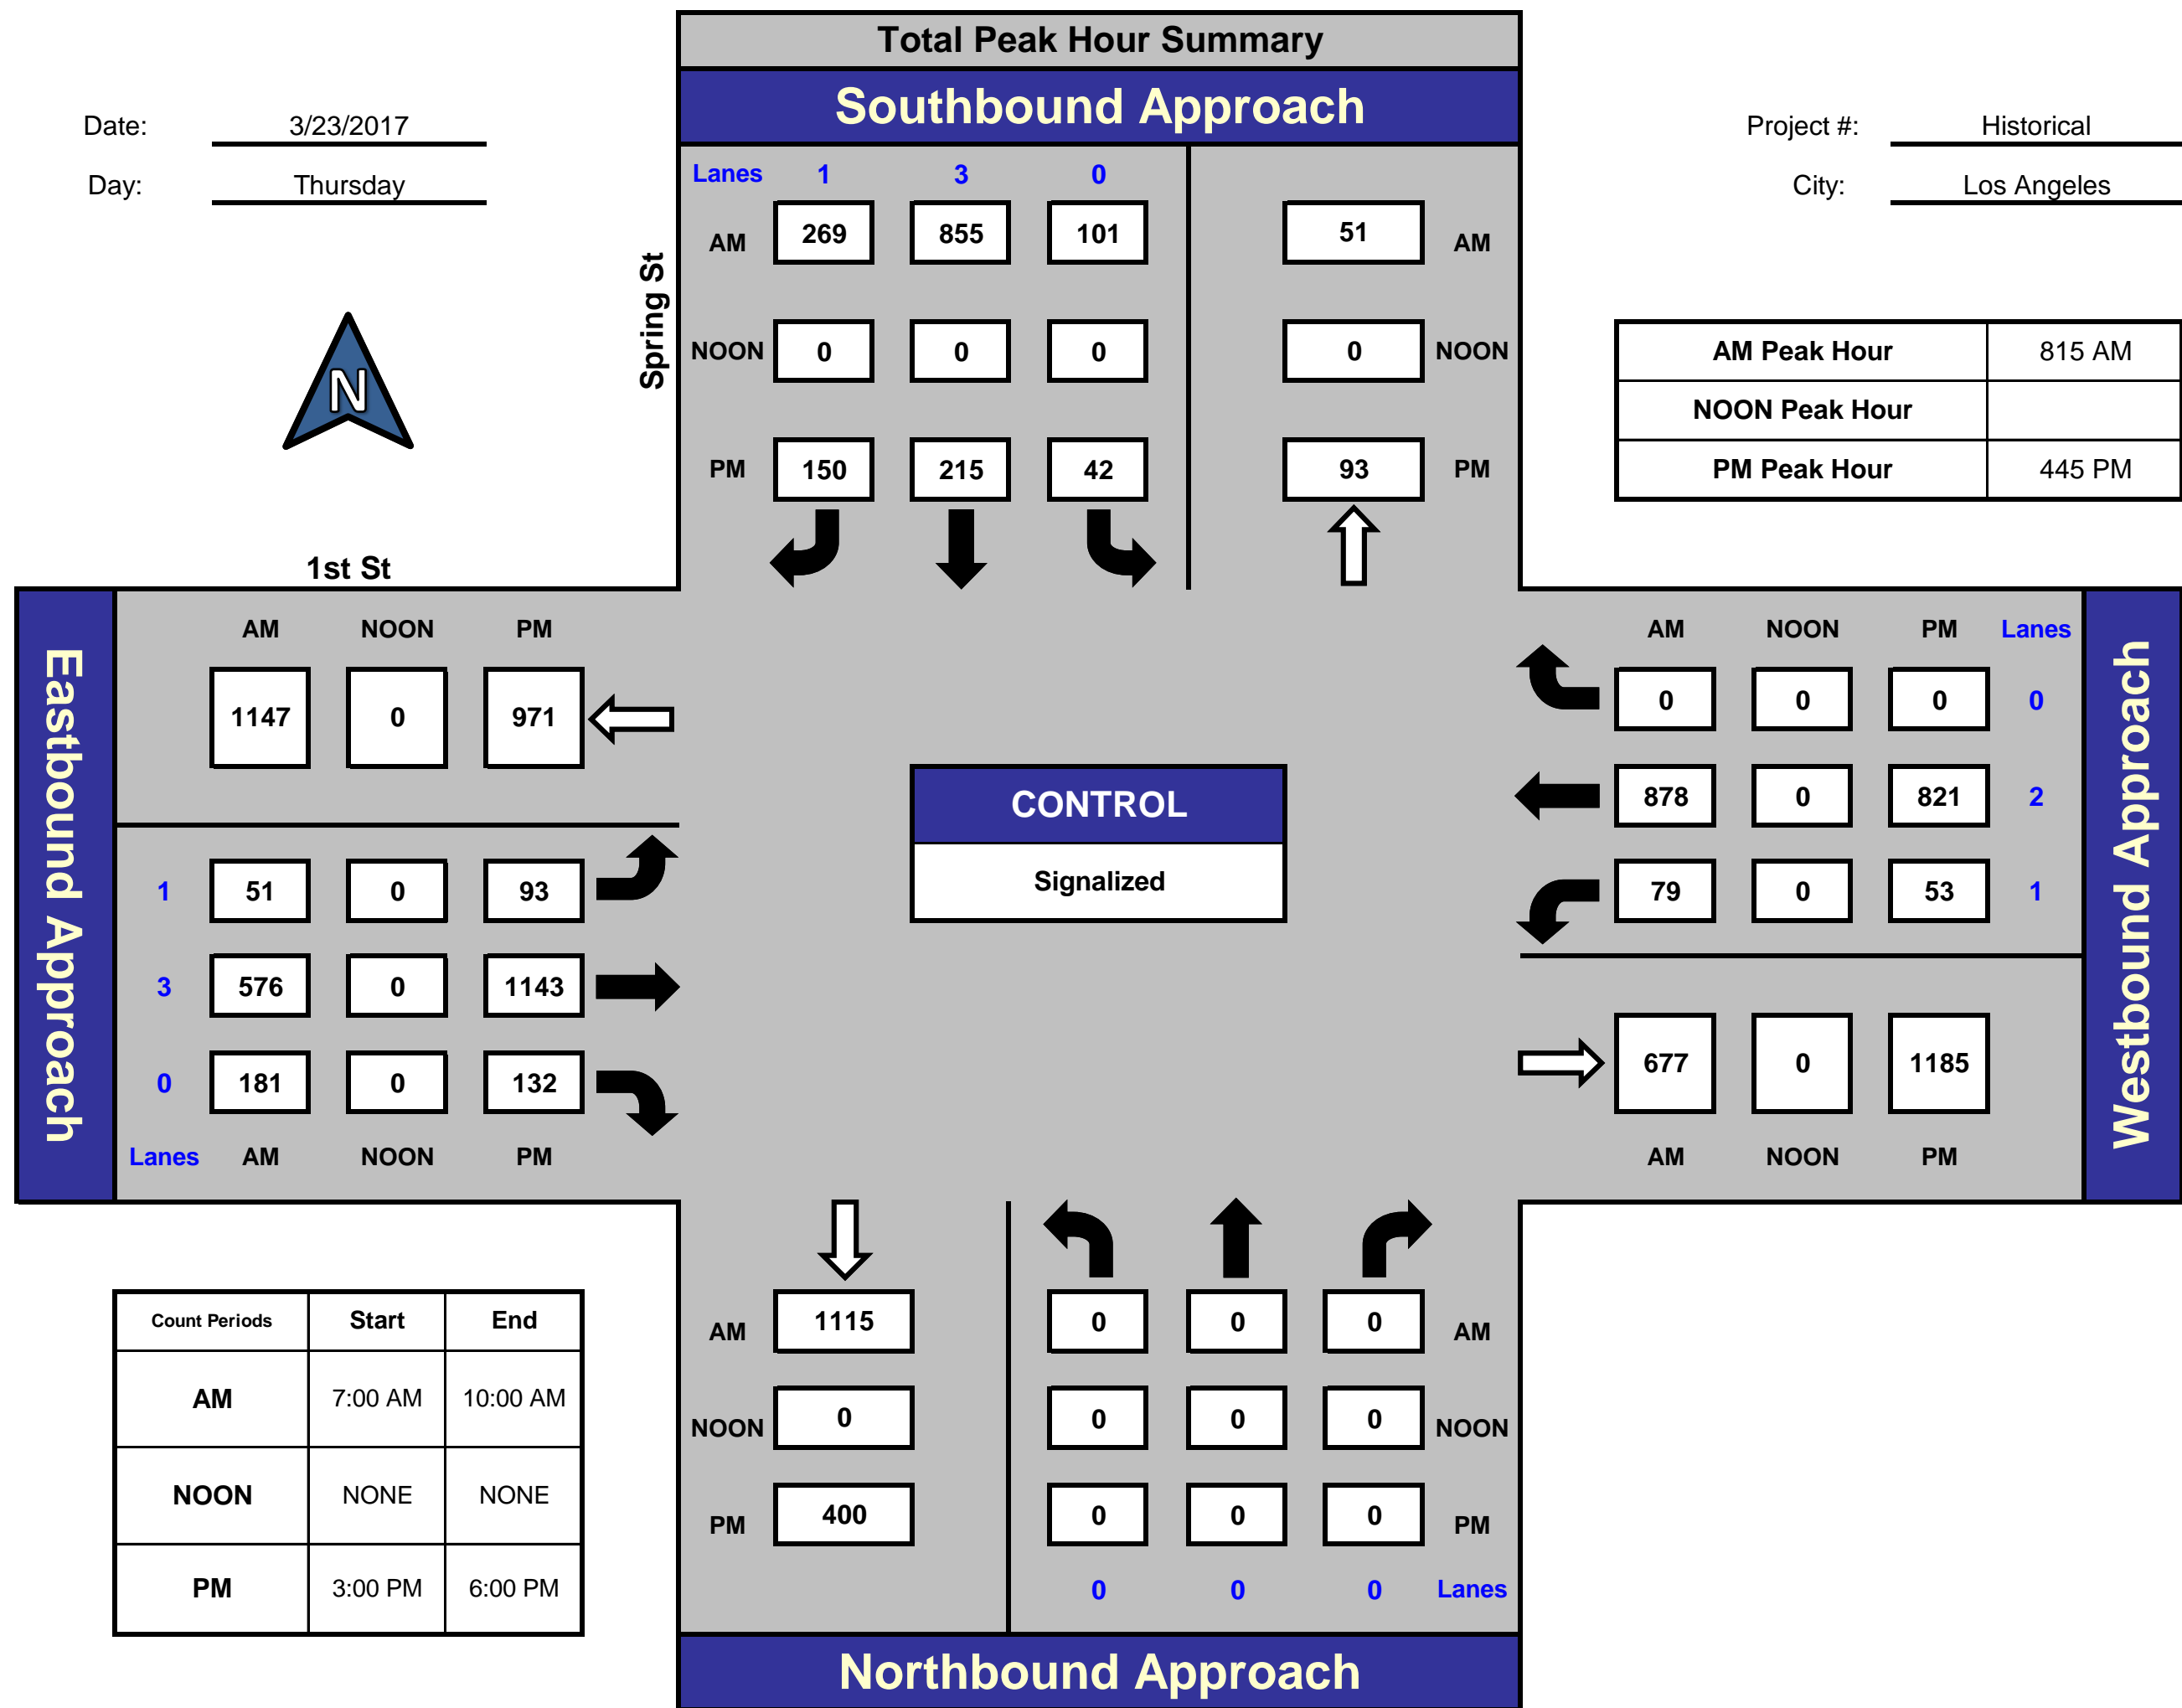 Total Peak Hour Summary
Southbound Approach
Date: 3/23/2017
Day: Thursday
Project #: Historical
City: Los Angeles
N
Spring St
Lanes 1 3 0
AM 269 855 101 51 AM
NOON 0 0 0 0 NOON
PM 150 215 42 93 PM
AM Peak Hour 815 AM
NOON Peak Hour
PM Peak Hour 445 PM
1st St
Eastbound Approach
AM NOON PM
1147 0 971
1 51 0 93
3 576 0 1143
0 181 0 132
Lanes AM NOON PM
CONTROL
Signalized
AM NOON PM Lanes
0 0 0 0
878 0 821 2
79 0 53 1
677 0 1185
AM NOON PM
Westbound Approach
Count Periods Start End
AM 7:00 AM 10:00 AM
NOON NONE NONE
PM 3:00 PM 6:00 PM
AM 1115 0 0 0 AM
NOON 0 0 0 0 NOON
PM 400 0 0 0 PM
0 0 0 Lanes
Northbound Approach